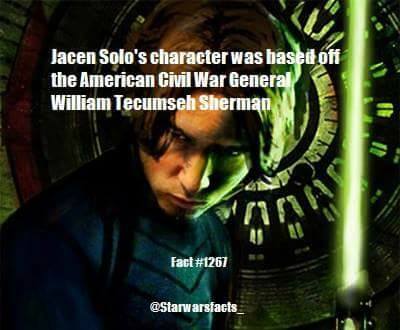 Jacen Solo's character was based off
the American Civil War General
William Tecumseh Sherman
Fact #1267
@Starwarsfacts_